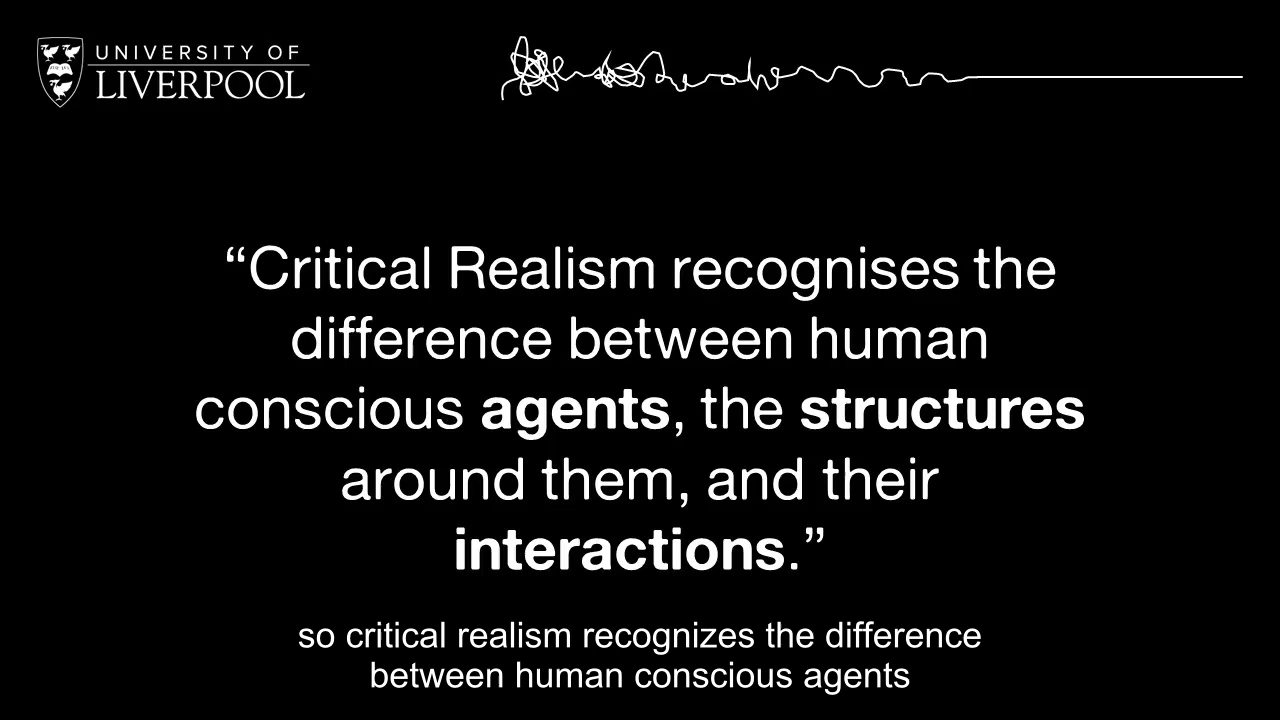 UNIVERSITY OF
LIVERPOOL
“Critical Realism recognises the
difference between human
conscious agents, the structures
around them, and their
interactions.”
so critical realism recognizes the difference
between human conscious agents